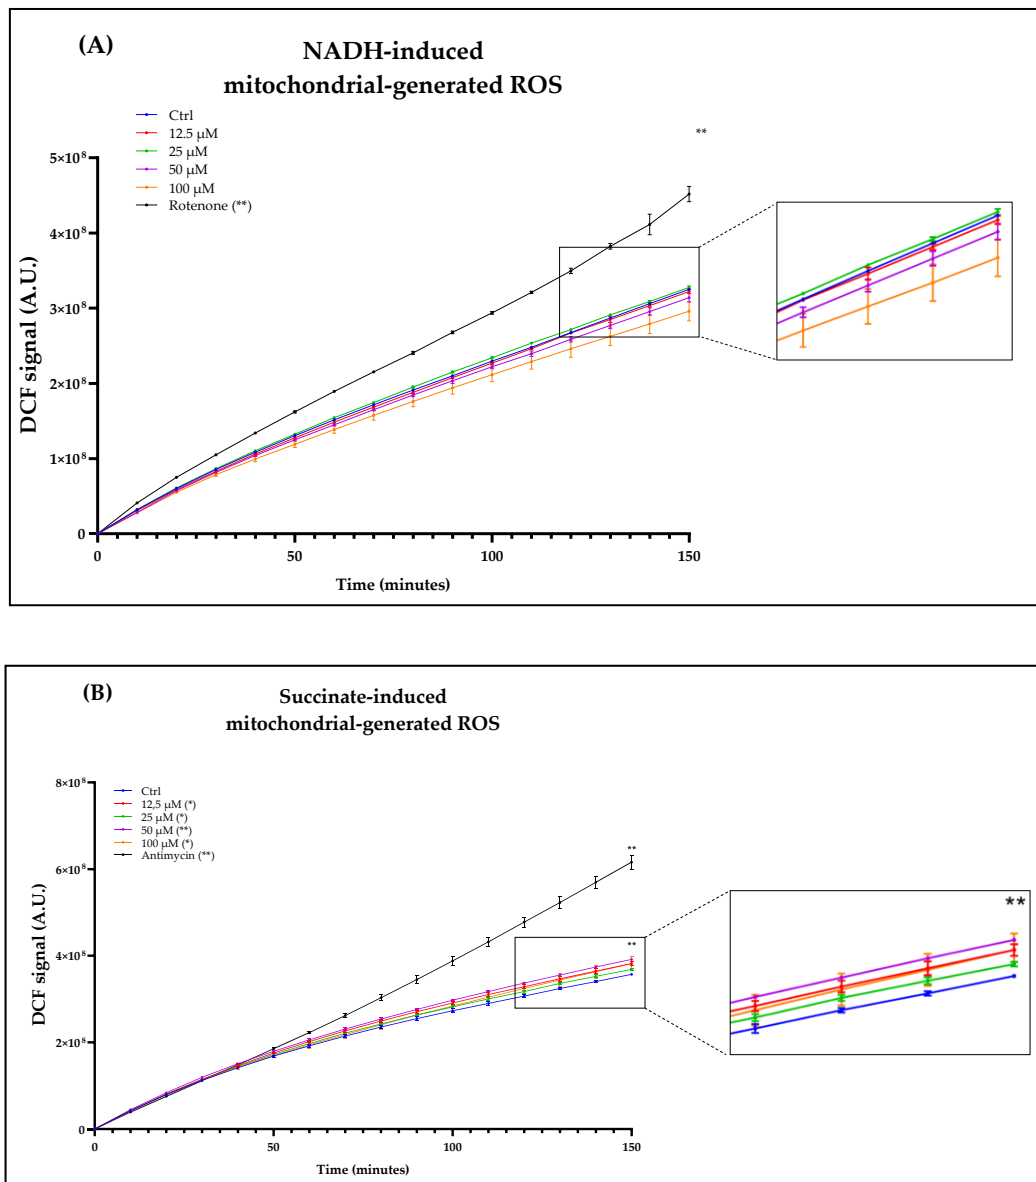 (A)
NADH-induced
mitochondrial-generated ROS
Ctrl
12.5 µM
25 µM
50 µM
100 µM
Rotenone (**)
**
5×10⁸
4×10⁸
3×10⁸
2×10⁸
1×10⁸
0
DCF signal (A.U.)
0 50 100 150
Time (minutes)
(B)
Succinate-induced
mitochondrial-generated ROS
Ctrl
12,5 µM (*)
25 µM (*)
50 µM (**)
100 µM (*)
Antimycin (**)
8×10⁸
6×10⁸
4×10⁸
2×10⁸
0
DCF signal (A.U.)
**
**
**
0 50 100 150
Time (minutes)